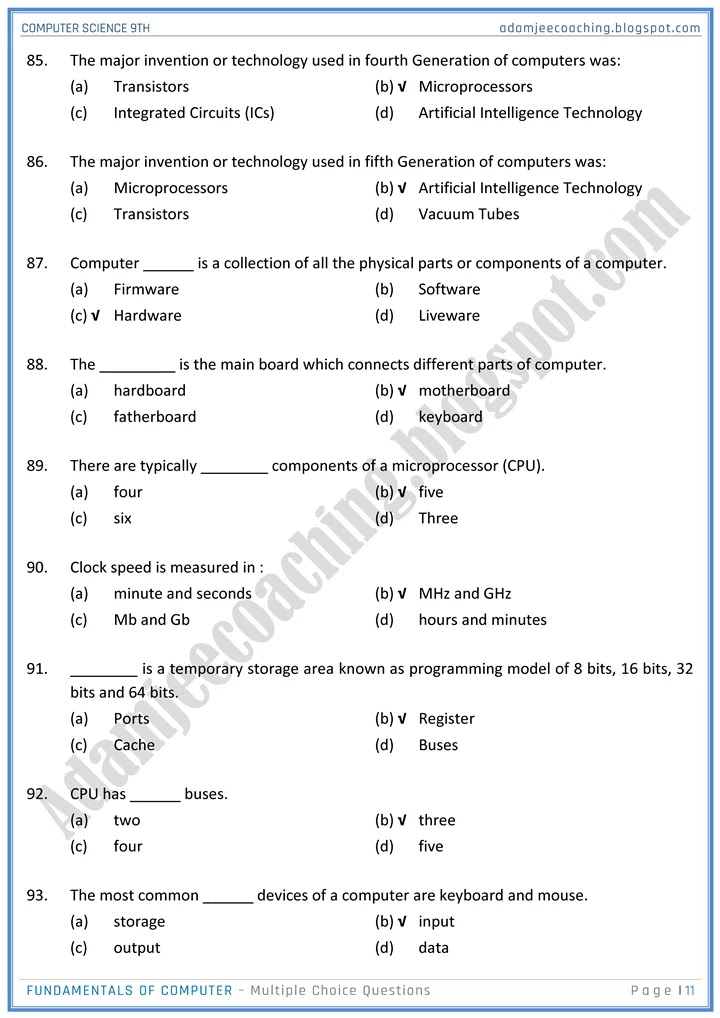 COMPUTER SCIENCE 9TH adamjeecoaching.blogspot.com
85. The major invention or technology used in fourth Generation of computers was:
(a) Transistors (b) √ Microprocessors
(c) Integrated Circuits (ICs) (d) Artificial Intelligence Technology
86. The major invention or technology used in fifth Generation of computers was:
(a) Microprocessors (b) √ Artificial Intelligence Technology
(c) Transistors (d) Vacuum Tubes
87. Computer ______ is a collection of all the physical parts or components of a computer.
(a) Firmware (b) Software
(c) √ Hardware (d) Liveware
88. The _________ is the main board which connects different parts of computer.
(a) hardboard (b) √ motherboard
(c) fatherboard (d) keyboard
89. There are typically ________ components of a microprocessor (CPU).
(a) four (b) √ five
(c) six (d) Three
90. Clock speed is measured in :
(a) minute and seconds (b) √ MHz and GHz
(c) Mb and Gb (d) hours and minutes
91. ________ is a temporary storage area known as programming model of 8 bits, 16 bits, 32
bits and 64 bits.
(a) Ports (b) √ Register
(c) Cache (d) Buses
92. CPU has ______ buses.
(a) two (b) √ three
(c) four (d) five
93. The most common ______ devices of a computer are keyboard and mouse.
(a) storage (b) √ input
(c) output (d) data
Adamjeecoaching.blogspot.com
FUNDAMENTALS OF COMPUTER – Multiple Choice Questions Page | 11